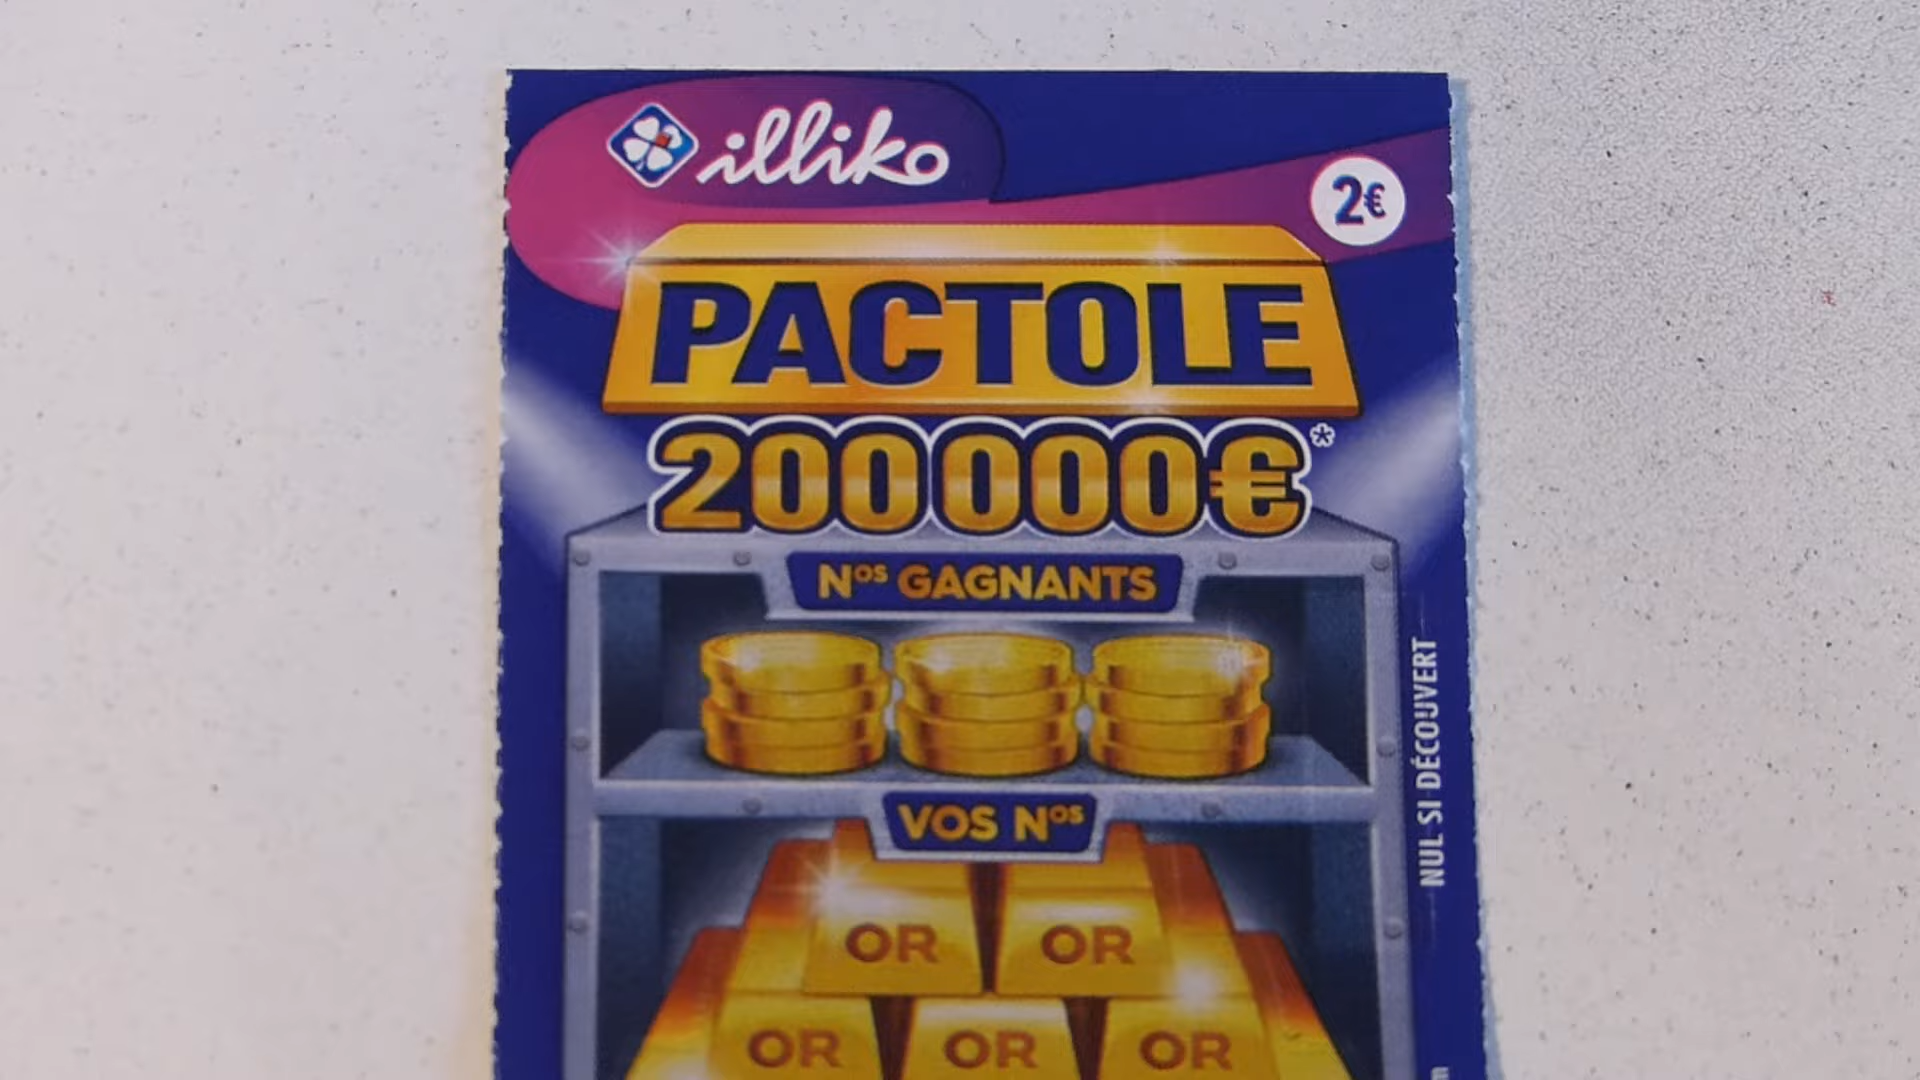 illiko
2€
PACTOLE
200 000€*
Nos GAGNANTS
VOS Nos
OR OR
OR OR OR
NUL SI DÉCOUVERT